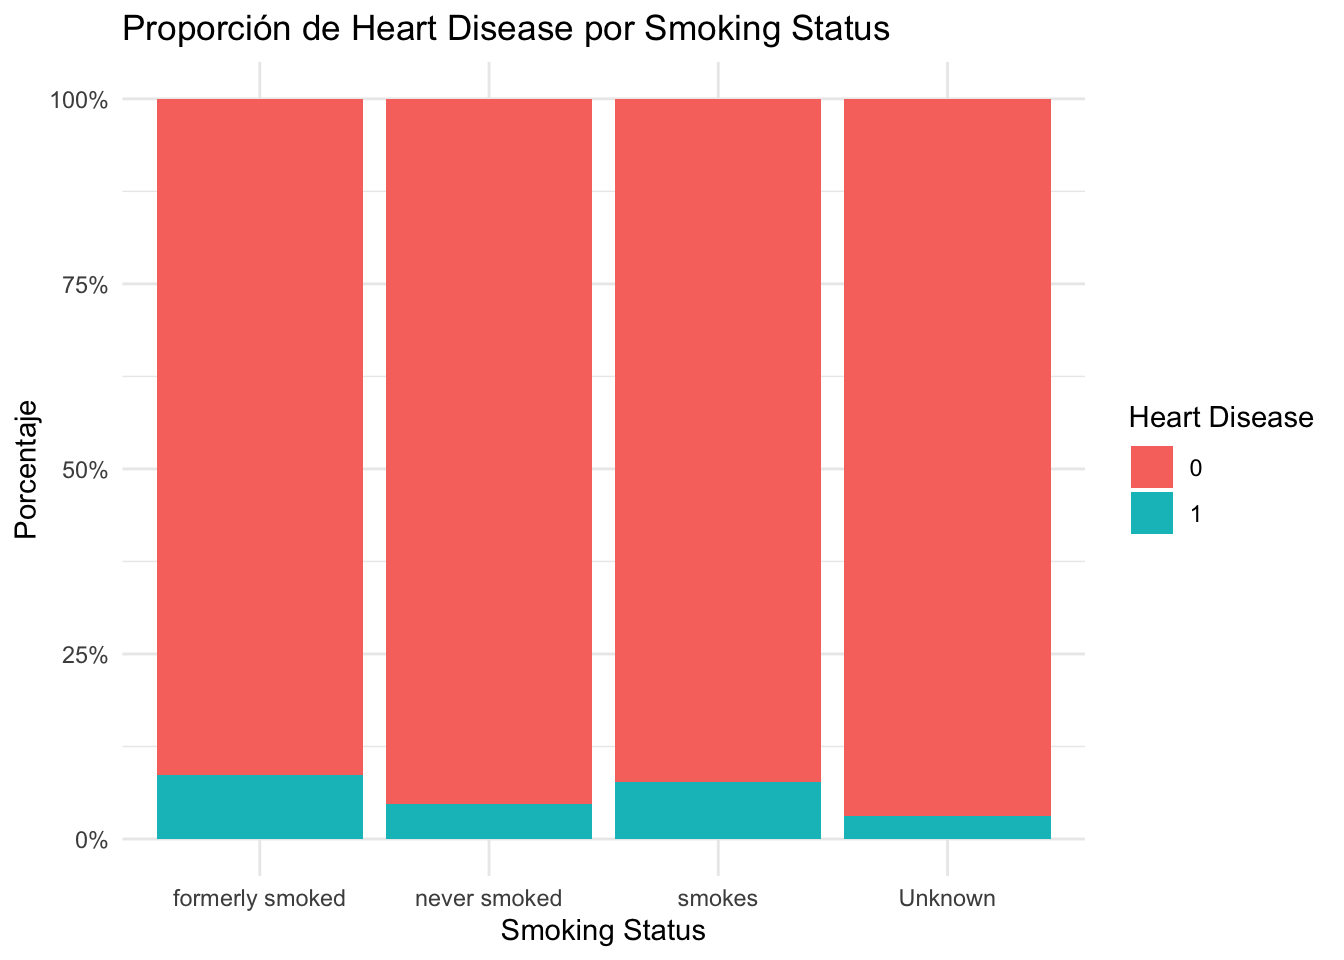 Proporción de Heart Disease por Smoking Status
100%
75%
50%
25%
0%
Porcentaje
formerly smoked
never smoked
smokes
Unknown
Smoking Status
Heart Disease
0
1